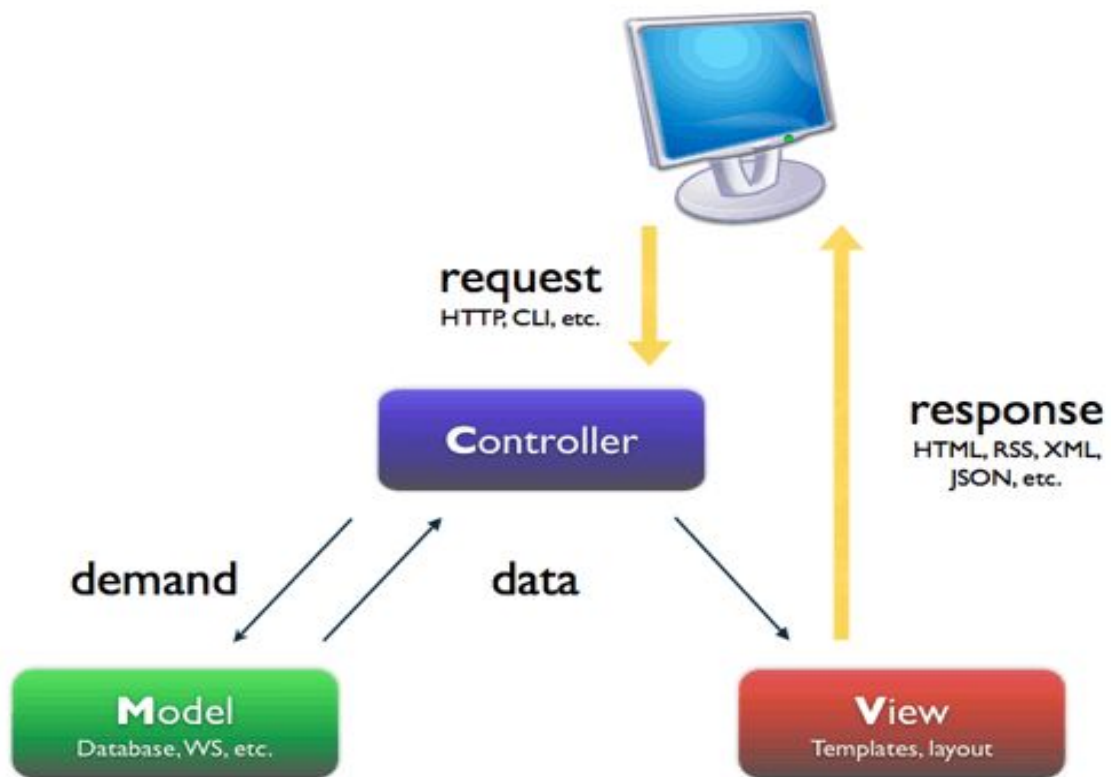 request
HTTP, CLI, etc.
Controller
response
HTML, RSS, XML,
JSON, etc.
demand
data
Model
Database, WS, etc.
View
Templates, layout